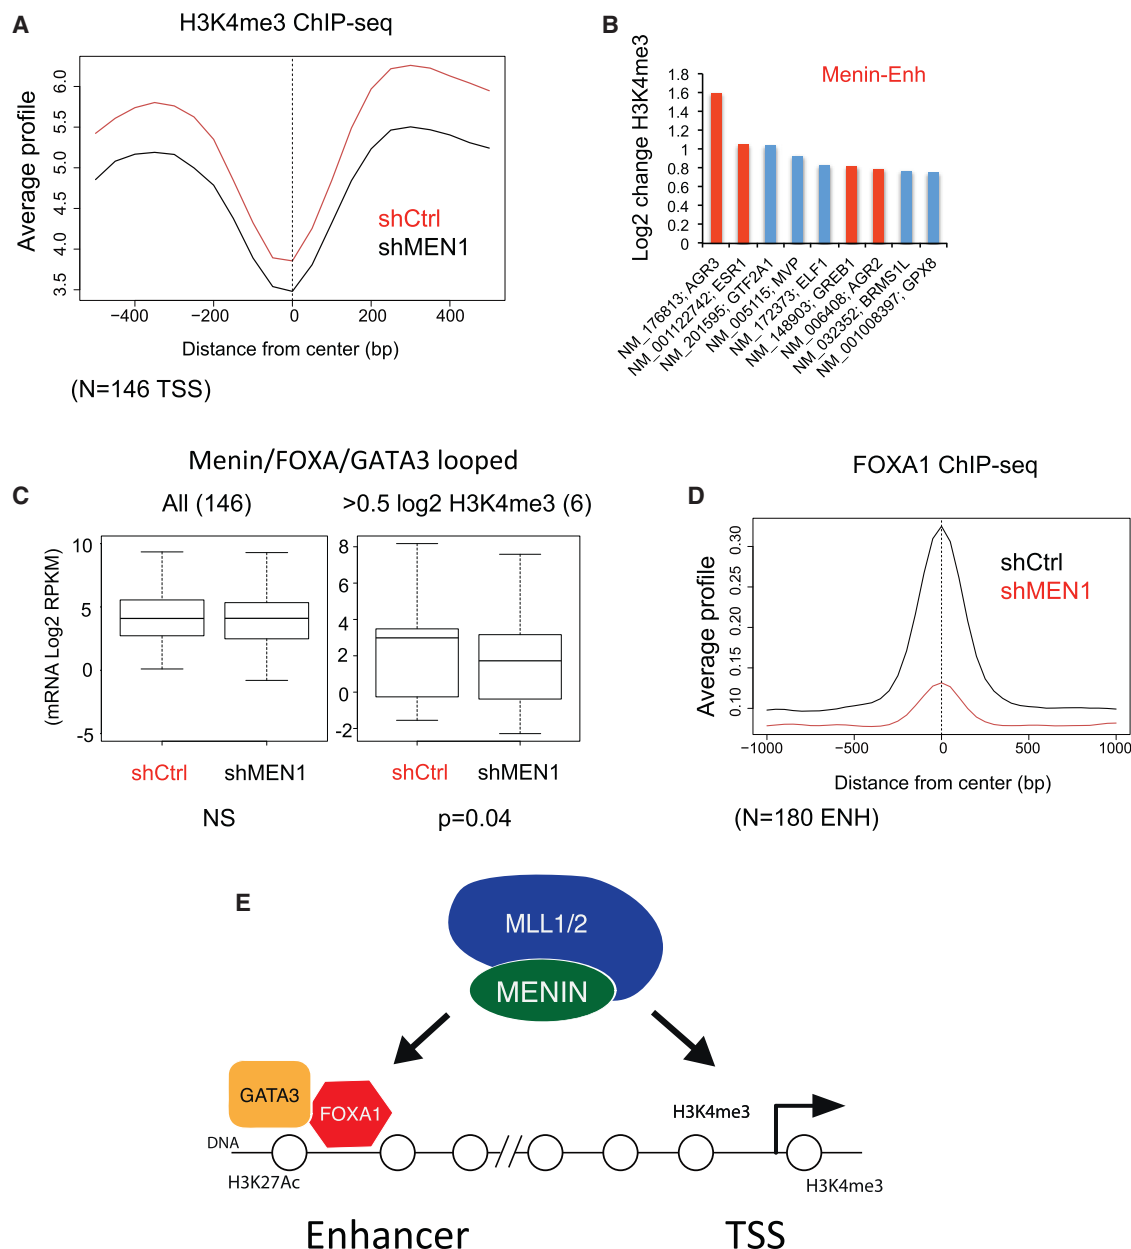 A
H3K4me3 ChIP-seq
Average profile
6.0
5.5
5.0
4.5
4.0
3.5
shCtrl
shMEN1
−400
−200
0
200
400
Distance from center (bp)
(N=146 TSS)
B
Log2 change H3K4me3
Menin-Enh
1.8
1.6
1.4
1.2
1
0.8
0.6
0.4
0.2
0
NM_176813; AGR3
NM_001122742; ESR1
NM_201595; GTF2A1
NM_005115; MVP
NM_172373; ELF1
NM_148903; GREB1
NM_006408; AGR2
NM_032352; BRMS1L
NM_001008397; GPX8
Menin/FOXA/GATA3 looped
C
All (146)
>0.5 log2 H3K4me3 (6)
(mRNA Log2 RPKM)
10
5
0
-5
8
6
4
2
0
-2
shCtrl
shMEN1
shCtrl
shMEN1
NS
p=0.04
FOXA1 ChIP-seq
D
Average profile
0.30
0.25
0.20
0.15
0.10
shCtrl
shMEN1
−1000
−500
0
500
1000
Distance from center (bp)
(N=180 ENH)
E
MLL1/2
MENIN
GATA3
FOXA1
H3K4me3
DNA
H3K27Ac
H3K4me3
Enhancer
TSS